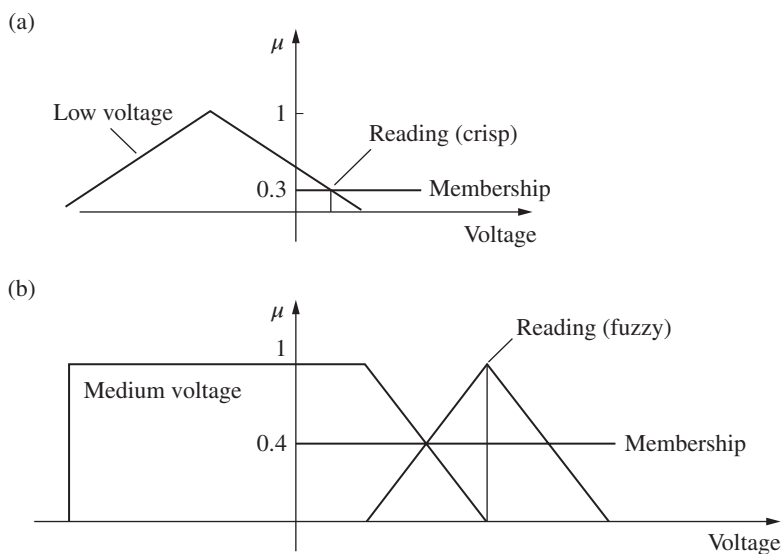 (a)
μ
Low voltage
1
Reading (crisp)
0.3
Membership
Voltage
(b)
μ
Reading (fuzzy)
1
Medium voltage
0.4
Membership
Voltage